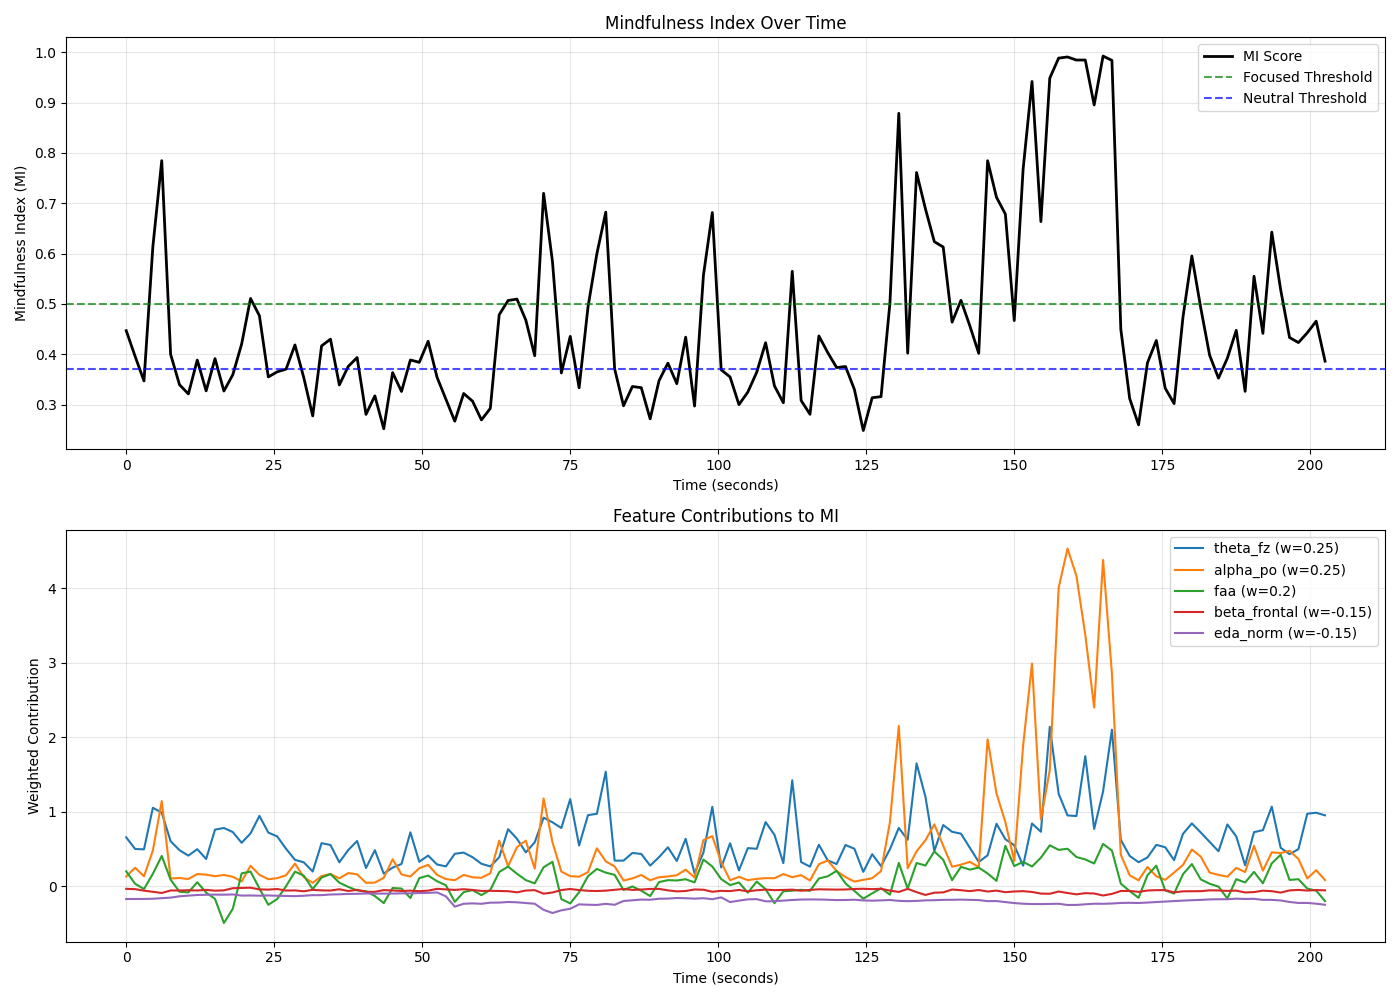 Mindfulness Index Over Time
Mindfulness Index (MI)
1.0
0.9
0.8
0.7
0.6
0.5
0.4
0.3
MI Score
Focused Threshold
Neutral Threshold
0 25 50 75 100 125 150 175 200
Time (seconds)
Feature Contributions to MI
Weighted Contribution
4
3
2
1
0
theta_fz (w=0.25)
alpha_po (w=0.25)
faa (w=0.2)
beta_frontal (w=-0.15)
eda_norm (w=-0.15)
0 25 50 75 100 125 150 175 200
Time (seconds)